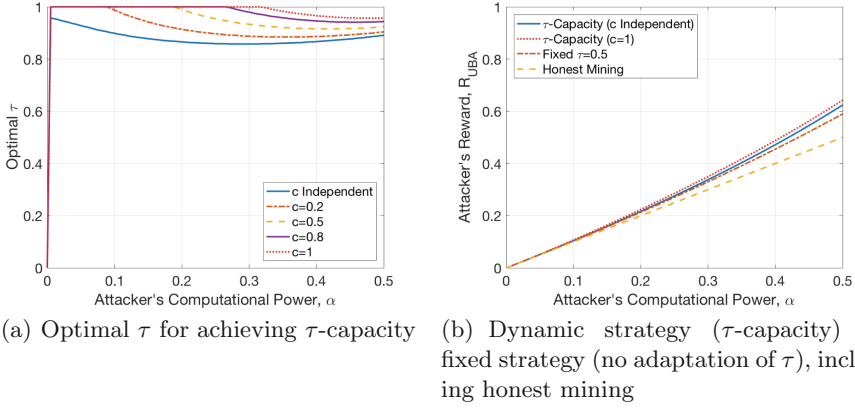 1
0.8
0.6
0.4
0.2
0
Optimal τ
c Independent
c=0.2
c=0.5
c=0.8
c=1
0 0.1 0.2 0.3 0.4 0.5
Attacker's Computational Power, α
(a) Optimal τ for achieving τ-capacity
1
0.8
0.6
0.4
0.2
0
Attacker's Reward, R_UBA
τ-Capacity (c Independent)
τ-Capacity (c=1)
Fixed τ=0.5
Honest Mining
0 0.1 0.2 0.3 0.4 0.5
Attacker's Computational Power, α
(b) Dynamic strategy (τ-capacity)
fixed strategy (no adaptation of τ), incl
ing honest mining